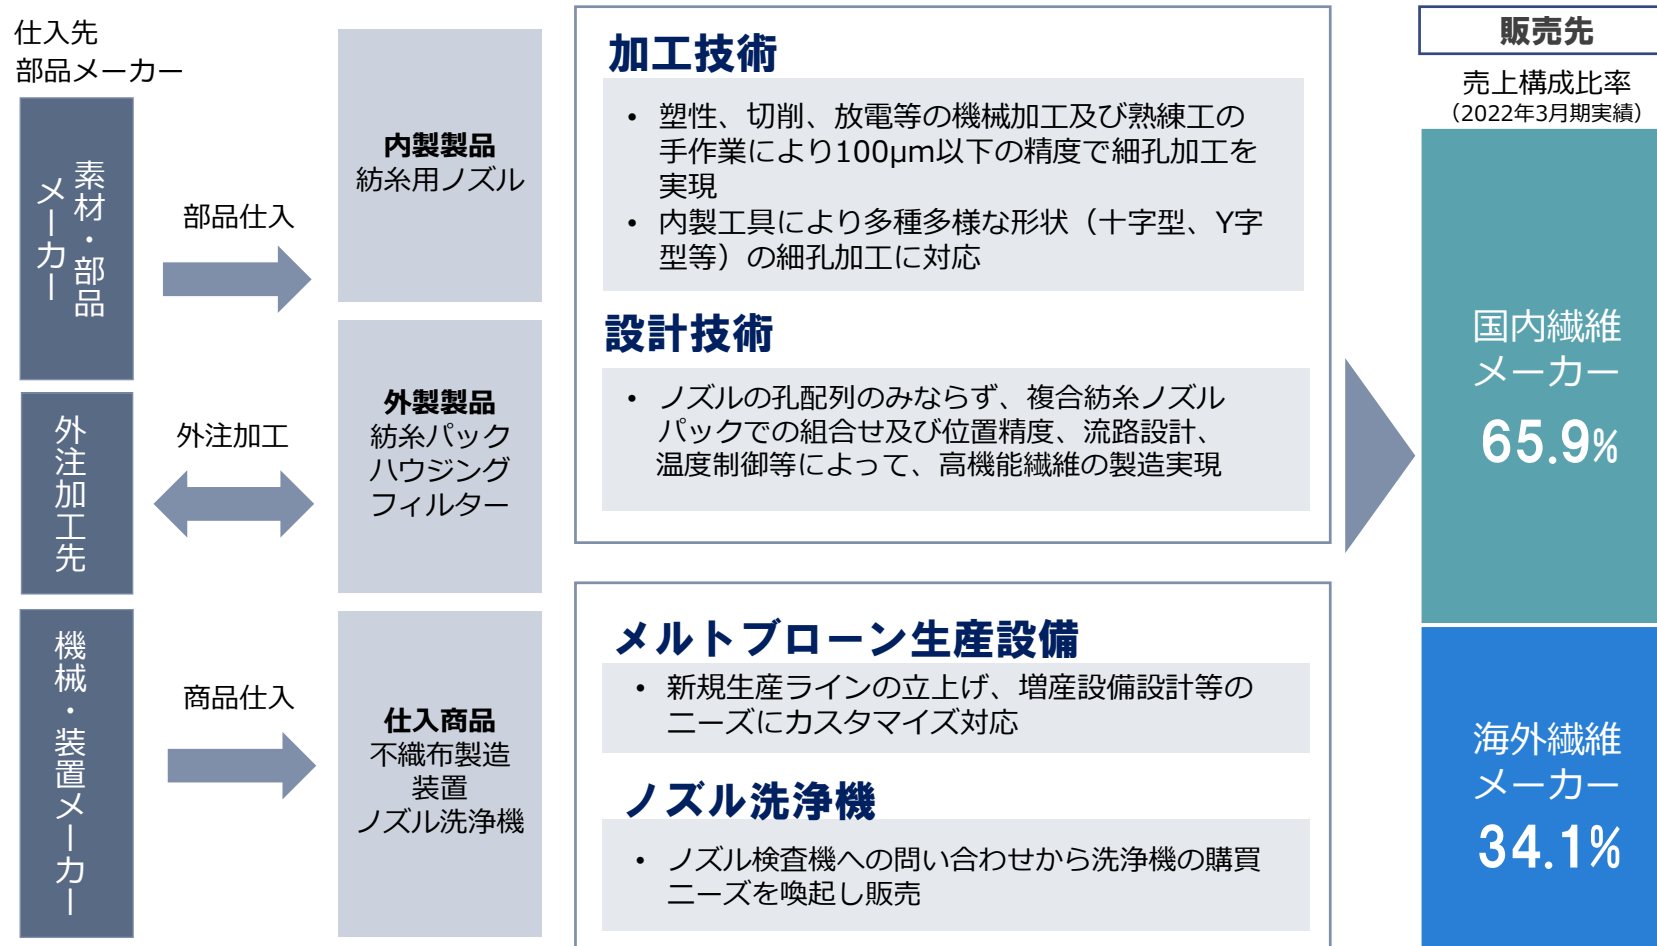 仕入先
部品メーカー
素材・部品
メーカー
外注加工先
機械・装置メーカー
部品仕入
外注加工
商品仕入
内製製品
紡糸用ノズル
外製製品
紡糸パック
ハウジング
フィルター
仕入商品
不織布製造
装置
ノズル洗浄機
加工技術
• 塑性、切削、放電等の機械加工及び熟練工の
手作業により100μm以下の精度で細孔加工を
実現
• 内製工具により多種多様な形状（十字型、Y字
型等）の細孔加工に対応
設計技術
• ノズルの孔配列のみならず、複合紡糸ノズル
パックでの組合せ及び位置精度、流路設計、
温度制御等によって、高機能繊維の製造実現
メルトブローン生産設備
• 新規生産ラインの立上げ、増産設備設計等の
ニーズにカスタマイズ対応
ノズル洗浄機
• ノズル検査機への問い合わせから洗浄機の購買
ニーズを喚起し販売
販売先
売上構成比率
（2022年3月期実績）
国内繊維
メーカー
65.9%
海外繊維
メーカー
34.1%